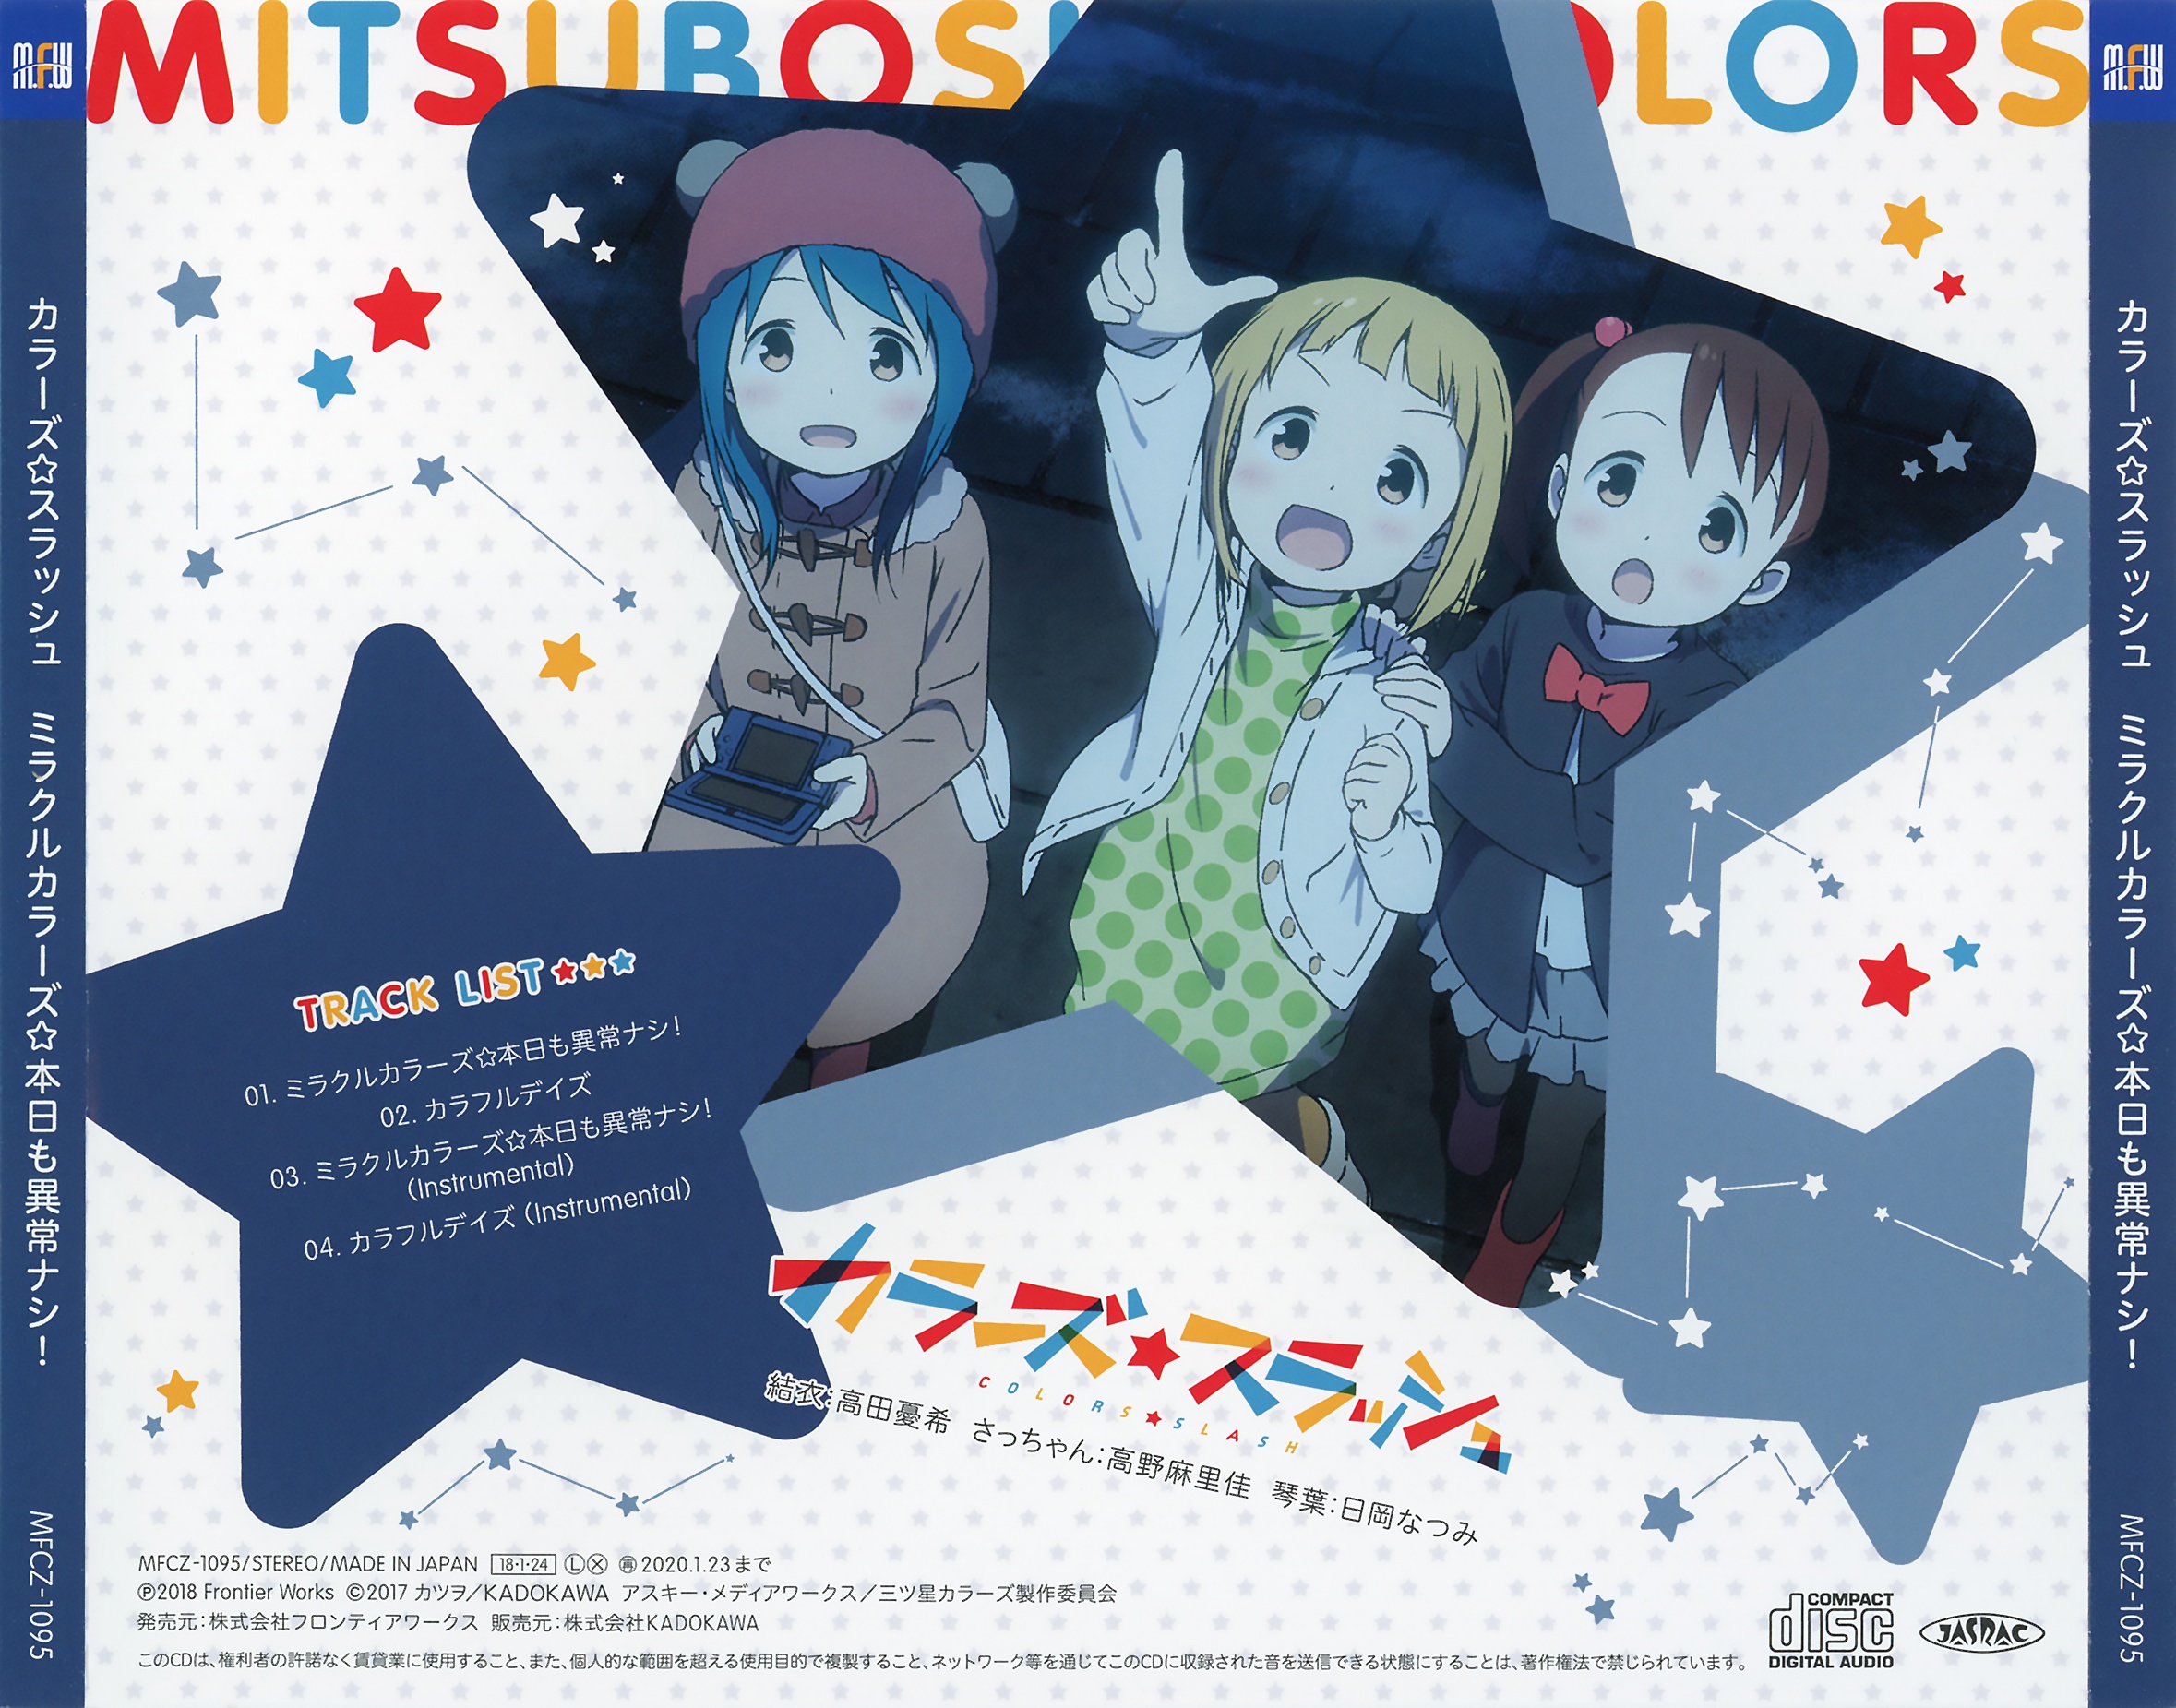 MITSUBOSI
OLORS
m.F.W
m.F.W
カラーズ☆スラッシュ ミラクルカラーズ☆本日も異常ナシ!
MFCZ-1095
TRACK LIST★★★
01. ミラクルカラーズ☆本日も異常ナシ!
02. カラフルデイズ
03. ミラクルカラーズ☆本日も異常ナシ!
(Instrumental)
04. カラフルデイズ (Instrumental)
カラーズ★スラッシュ
COLORS★SLASH
結衣:高田憂希 さっちゃん:高野麻里佳 琴葉:日岡なつみ
MFCZ-1095/STEREO/MADE IN JAPAN 18・1・24 Ⓛ Ⓧ ㊞2020.1.23まで
℗2018 Frontier Works ©2017 カツヲ/KADOKAWA アスキー・メディアワークス/三ツ星カラーズ製作委員会
発売元:株式会社フロンティアワークス 販売元:株式会社KADOKAWA
このCDは、権利者の許諾なく賃貸業に使用すること、また、個人的な範囲を超える使用目的で複製すること、ネットワーク等を通じてこのCDに収録された音を送信できる状態にすることは、著作権法で禁じられています。
COMPACT
disc
DIGITAL AUDIO
JASRAC
カラーズ☆スラッシュ ミラクルカラーズ☆本日も異常ナシ!
MFCZ-1095